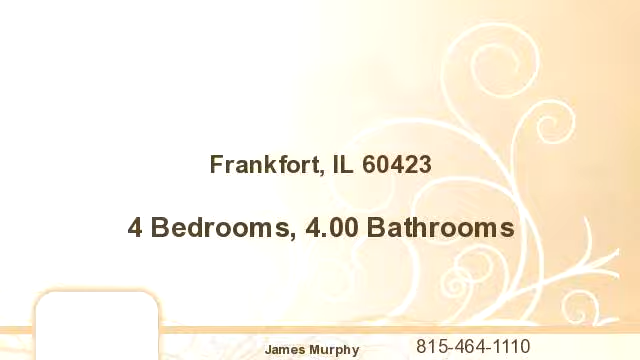 Frankfort, IL 60423
4 Bedrooms, 4.00 Bathrooms
James Murphy 815-464-1110